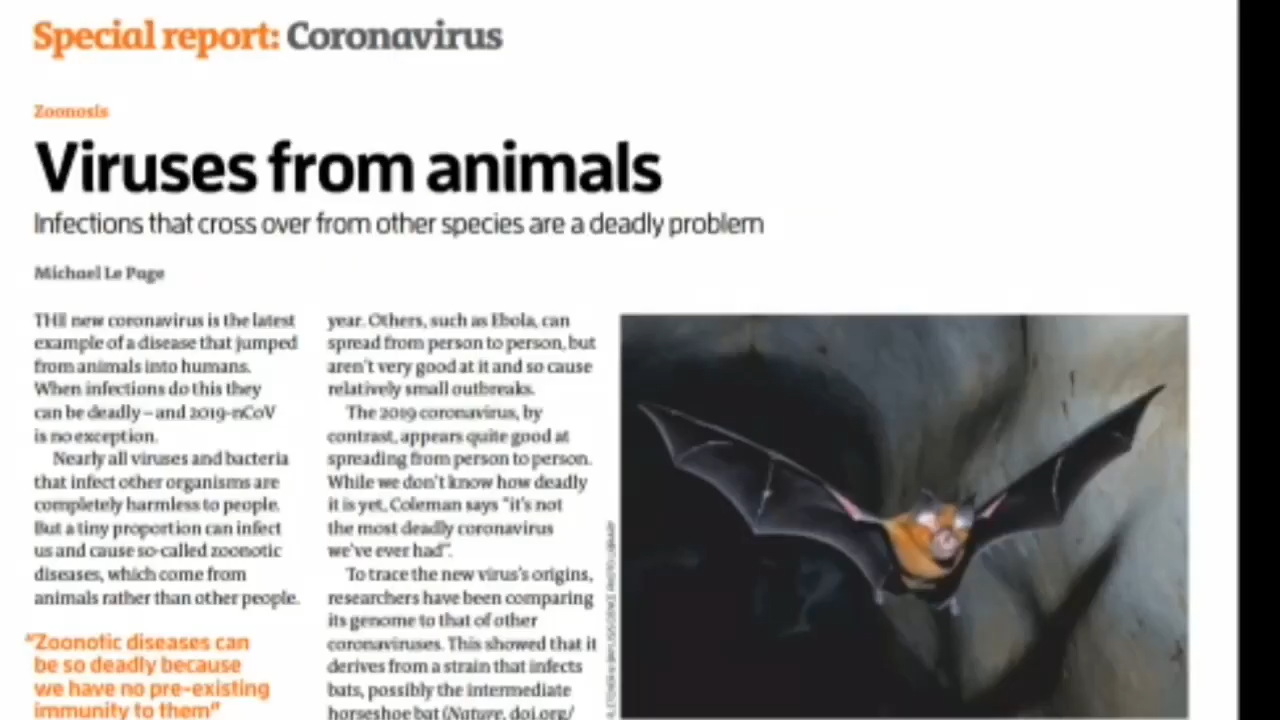 Special report: Coronavirus
Zoonosis
Viruses from animals
Infections that cross over from other species are a deadly problem
Michael Le Page
THE new coronavirus is the latest
example of a disease that jumped
from animals into humans.
When infections do this they
can be deadly – and 2019-nCoV
is no exception.
Nearly all viruses and bacteria
that infect other organisms are
completely harmless to people.
But a tiny proportion can infect
us and cause so-called zoonotic
diseases, which come from
animals rather than other people.
"Zoonotic diseases can
be so deadly because
we have no pre-existing
immunity to them"
year. Others, such as Ebola, can
spread from person to person, but
aren't very good at it and so cause
relatively small outbreaks.
The 2019 coronavirus, by
contrast, appears quite good at
spreading from person to person.
While we don't know how deadly
it is yet, Coleman says "it's not
the most deadly coronavirus
we've ever had".
To trace the new virus's origins,
researchers have been comparing
its genome to that of other
coronaviruses. This showed that it
derives from a strain that infects
bats, possibly the intermediate
horseshoe bat (Nature, doi.org/